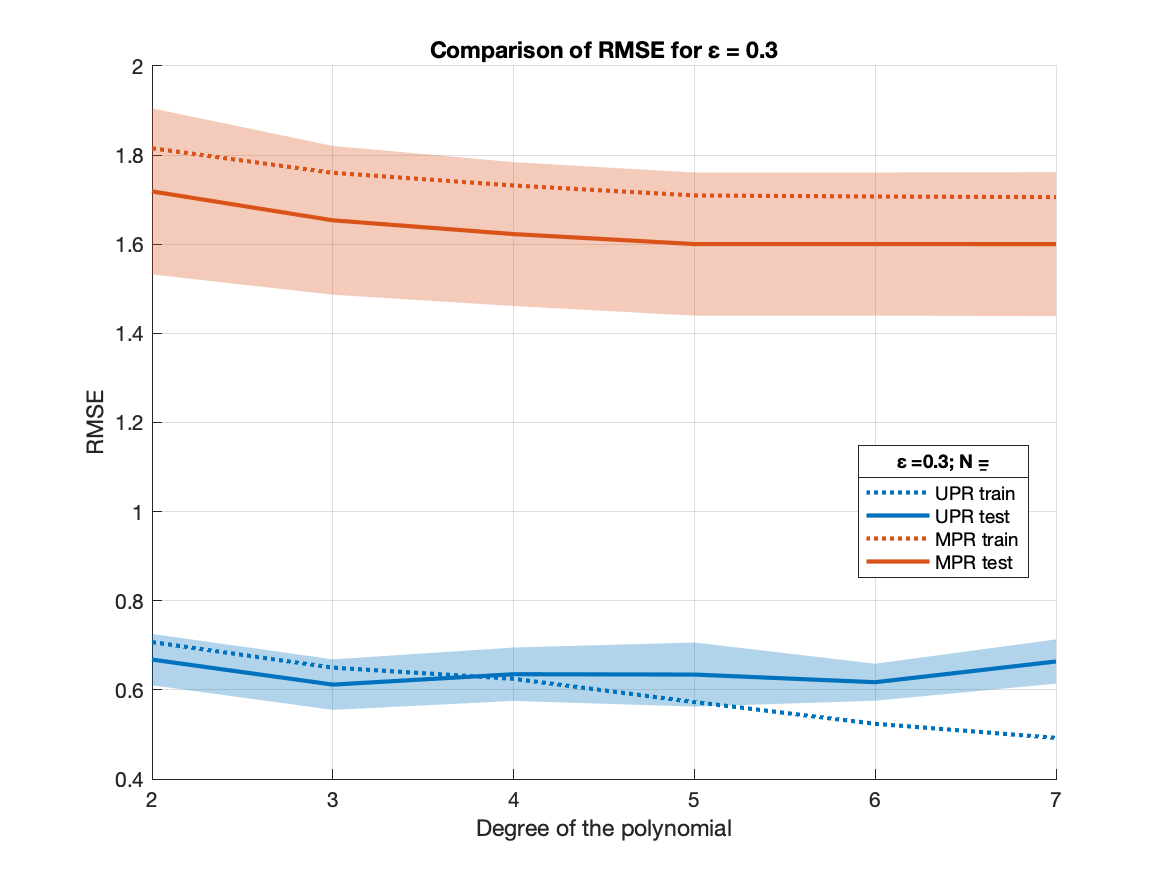 Comparison of RMSE for ε = 0.3
2
1.8
1.6
1.4
1.2
1
0.8
0.6
0.4
RMSE
ε =0.3; N =
UPR train
UPR test
MPR train
MPR test
2 3 4 5 6 7
Degree of the polynomial